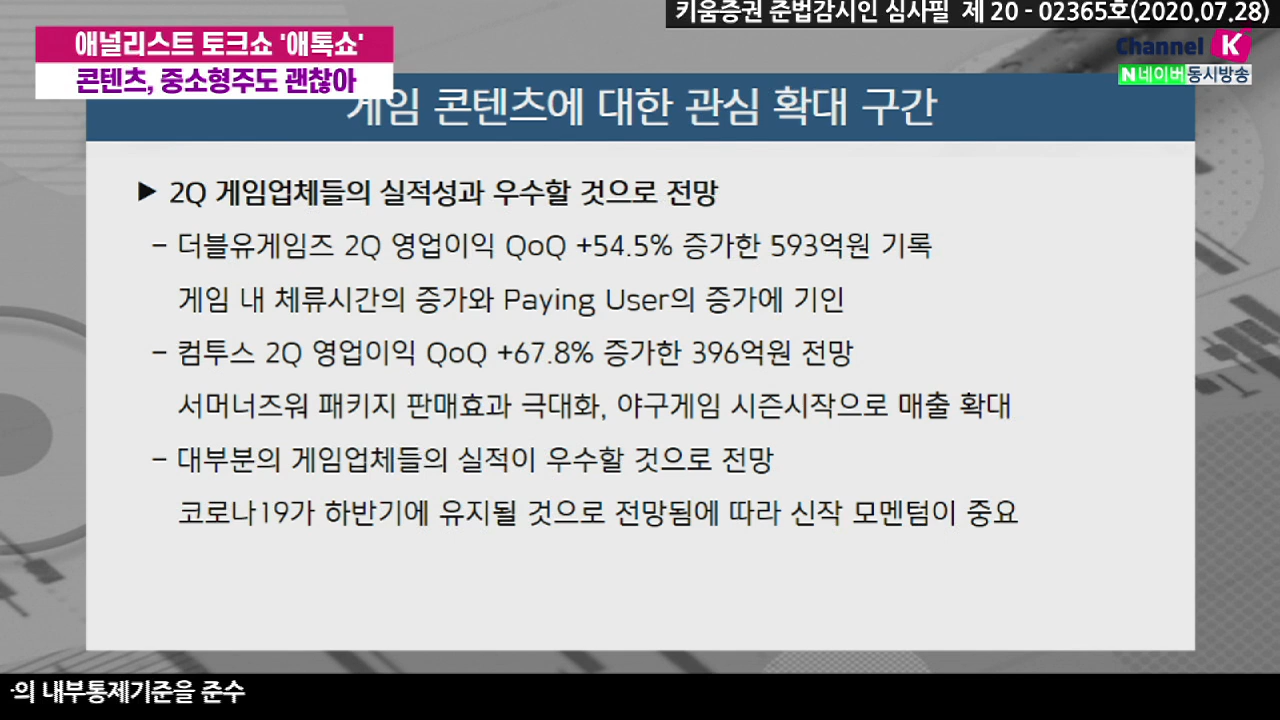 키움증권 준법감시인 심사필 제 20 - 02365호(2020.07.28)
애널리스트 토크쇼 '애톡쇼'
콘텐츠, 중소형주도 괜찮아
Channel K
N 네이버 동시방송
게임 콘텐츠에 대한 관심 확대 구간
▶ 2Q 게임업체들의 실적성과 우수할 것으로 전망
– 더블유게임즈 2Q 영업이익 QoQ +54.5% 증가한 593억원 기록
게임 내 체류시간의 증가와 Paying User의 증가에 기인
– 컴투스 2Q 영업이익 QoQ +67.8% 증가한 396억원 전망
서머너즈워 패키지 판매효과 극대화, 야구게임 시즌시작으로 매출 확대
– 대부분의 게임업체들의 실적이 우수할 것으로 전망
코로나19가 하반기에 유지될 것으로 전망됨에 따라 신작 모멘텀이 중요
의 내부통제기준을 준수